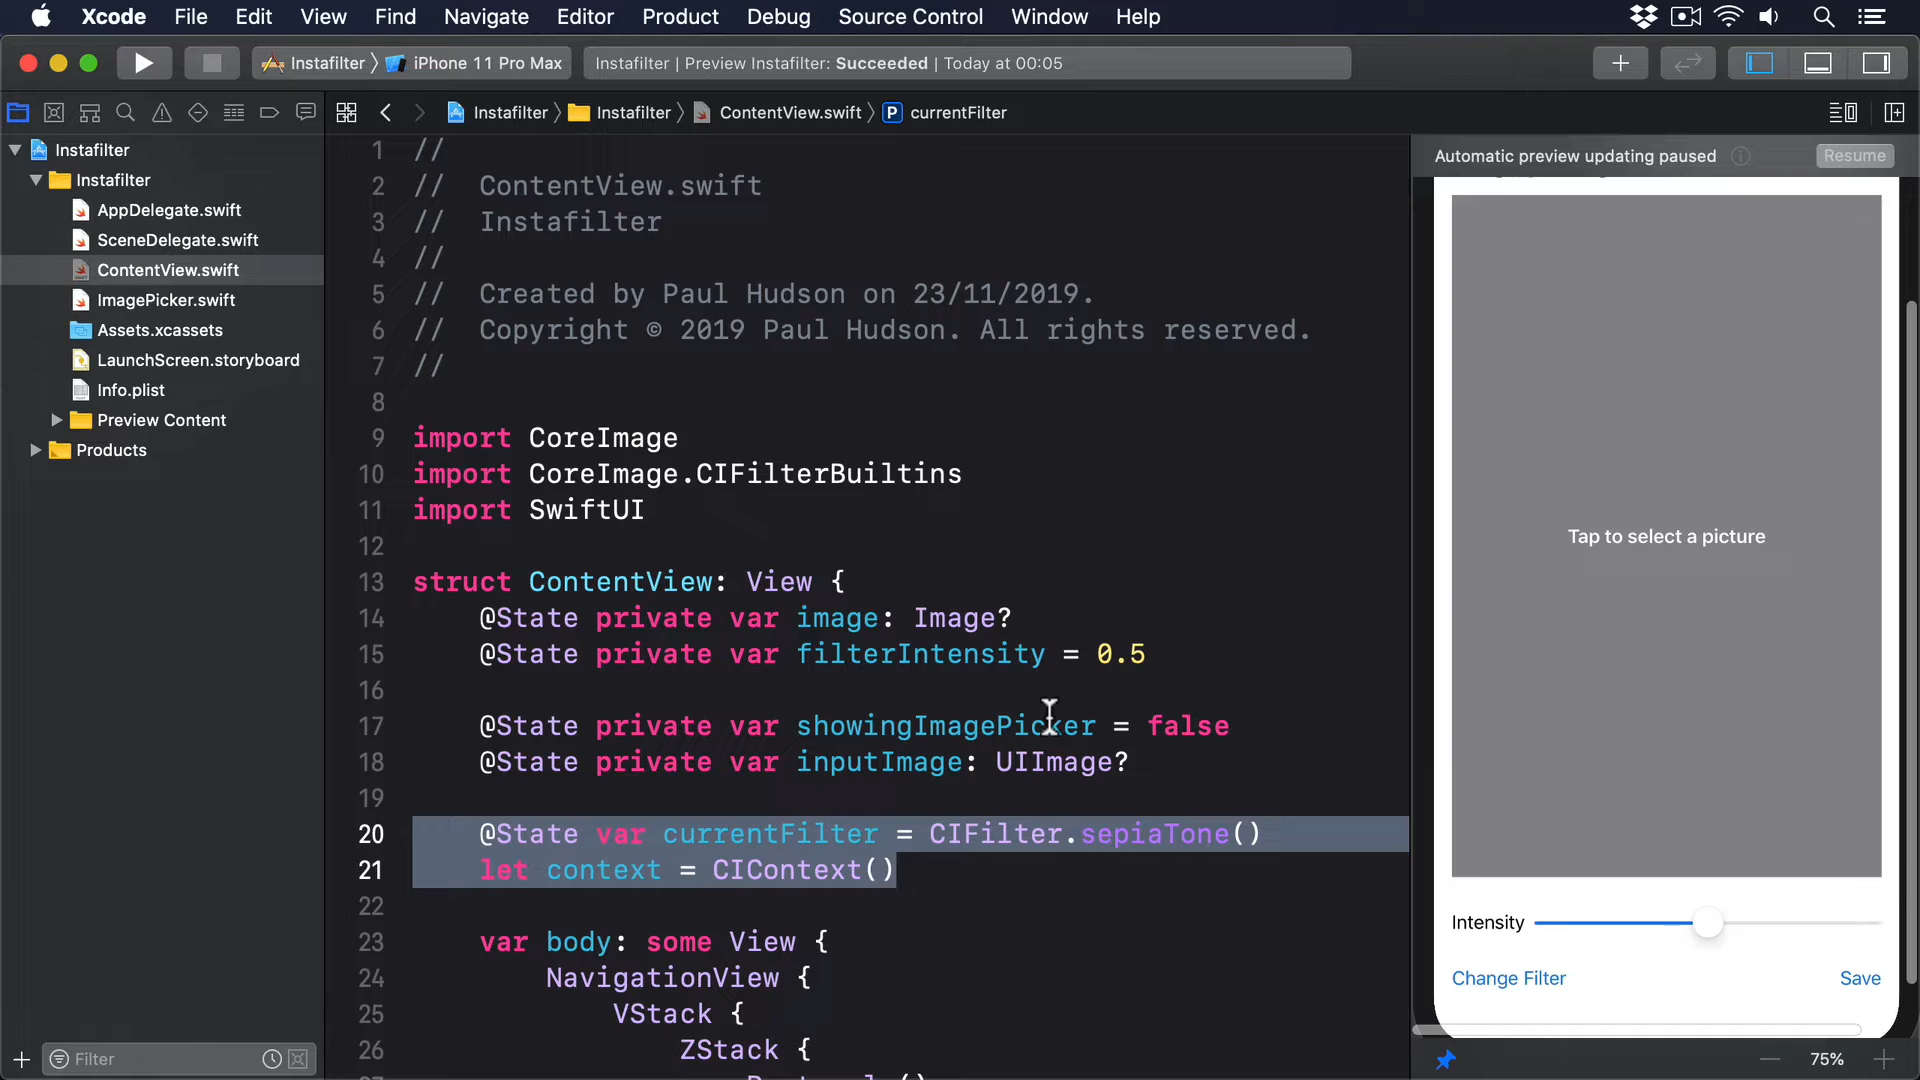 Xcode File Edit View Find Navigate Editor Product Debug Source Control Window Help
Instafilter iPhone 11 Pro Max Instafilter | Preview Instafilter: Succeeded | Today at 00:05
Instafilter Instafilter ContentView.swift P currentFilter
Instafilter
Instafilter
AppDelegate.swift
SceneDelegate.swift
ContentView.swift
ImagePicker.swift
Assets.xcassets
LaunchScreen.storyboard
Info.plist
Preview Content
Products
Filter
1 //
2 // ContentView.swift
3 // Instafilter
4 //
5 // Created by Paul Hudson on 23/11/2019.
6 // Copyright © 2019 Paul Hudson. All rights reserved.
7 //
8
9 import CoreImage
10 import CoreImage.CIFilterBuiltins
11 import SwiftUI
12
13 struct ContentView: View {
14 @State private var image: Image?
15 @State private var filterIntensity = 0.5
16
17 @State private var showingImagePicker = false
18 @State private var inputImage: UIImage?
19
20 @State var currentFilter = CIFilter.sepiaTone()
21 let context = CIContext()
22
23 var body: some View {
24 NavigationView {
25 VStack {
26 ZStack {
Automatic preview updating paused Resume
Tap to select a picture
Intensity
Change Filter Save
75%